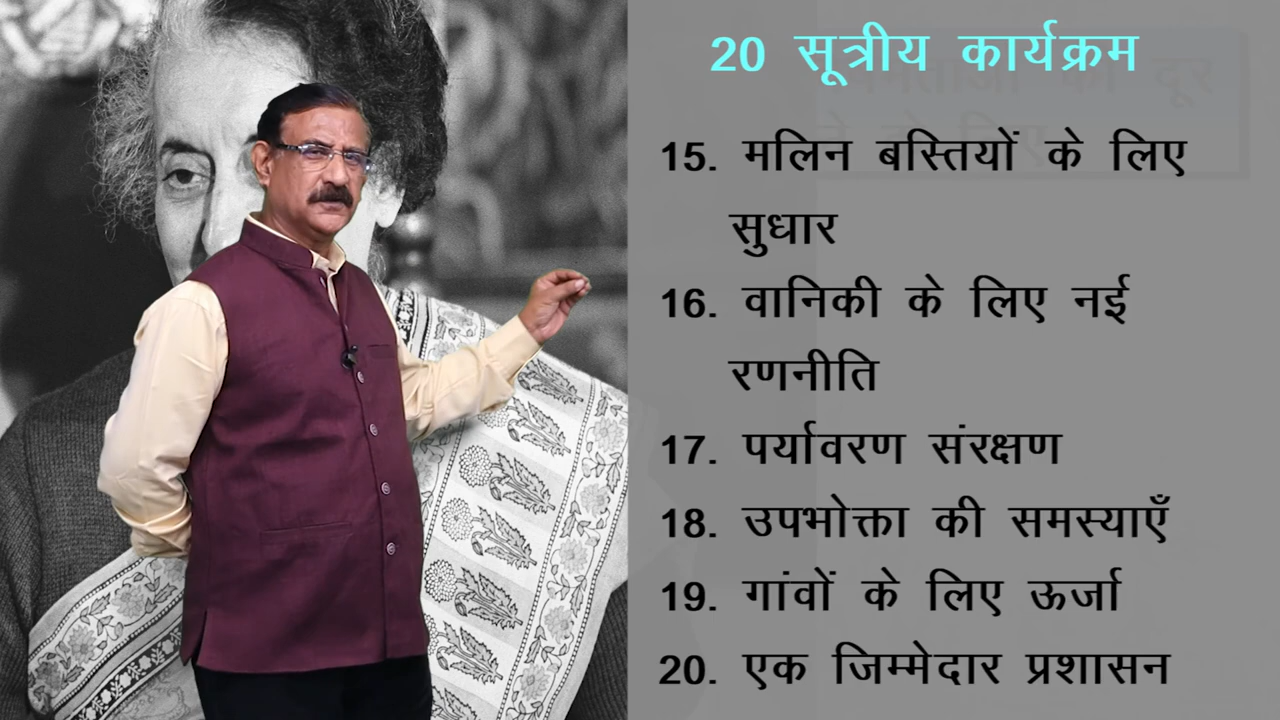 20 सूत्रीय कार्यक्रम
15. मलिन बस्तियों के लिए
सुधार
16. वानिकी के लिए नई
रणनीति
17. पर्यावरण संरक्षण
18. उपभोक्ता की समस्याएँ
19. गांवों के लिए ऊर्जा
20. एक जिम्मेदार प्रशासन